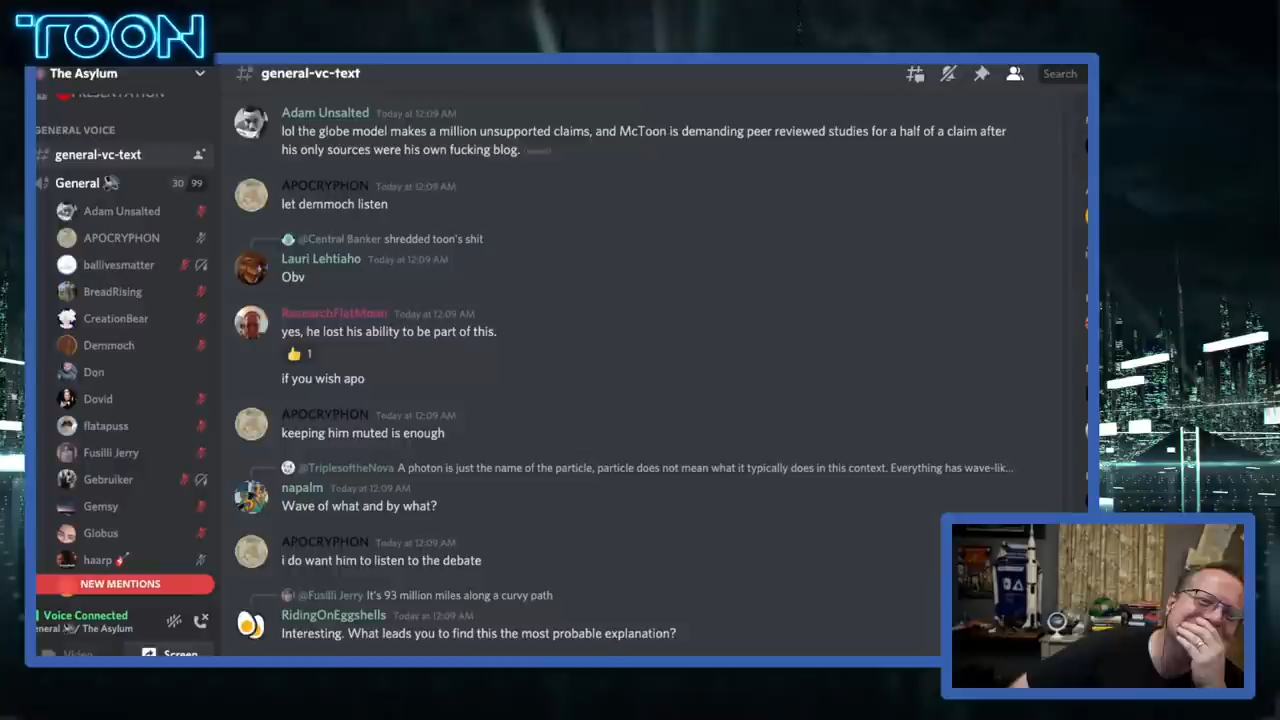 TOON
The Asylum
PRESENTATION
GENERAL VOICE
general-vc-text
General
30 99
Adam Unsalted
APOCRYPHON
ballivesmatter
BreadRising
CreationBear
Demmoch
Don
Dovid
flatapuss
Fusilli Jerry
Gebruiker
Gemsy
Globus
haarp
NEW MENTIONS
Voice Connected
eneral / The Asylum
Video
Screen
general-vc-text
Search
Adam Unsalted Today at 12:09 AM
lol the globe model makes a million unsupported claims, and McToon is demanding peer reviewed studies for a half of a claim after
his only sources were his own fucking blog.
APOCRYPHON Today at 12:09 AM
let demmoch listen
@Central Banker shredded toon's shit
Lauri Lehtiaho Today at 12:09 AM
Obv
ResearchFlatMoon Today at 12:09 AM
yes, he lost his ability to be part of this.
1
if you wish apo
APOCRYPHON Today at 12:09 AM
keeping him muted is enough
@TriplesoftheNova A photon is just the name of the particle, particle does not mean what it typically does in this context. Everything has wave-lik...
napalm Today at 12:09 AM
Wave of what and by what?
APOCRYPHON Today at 12:09 AM
i do want him to listen to the debate
@Fusilli Jerry It's 93 million miles along a curvy path
RidingOnEggshells Today at 12:09 AM
Interesting. What leads you to find this the most probable explanation?